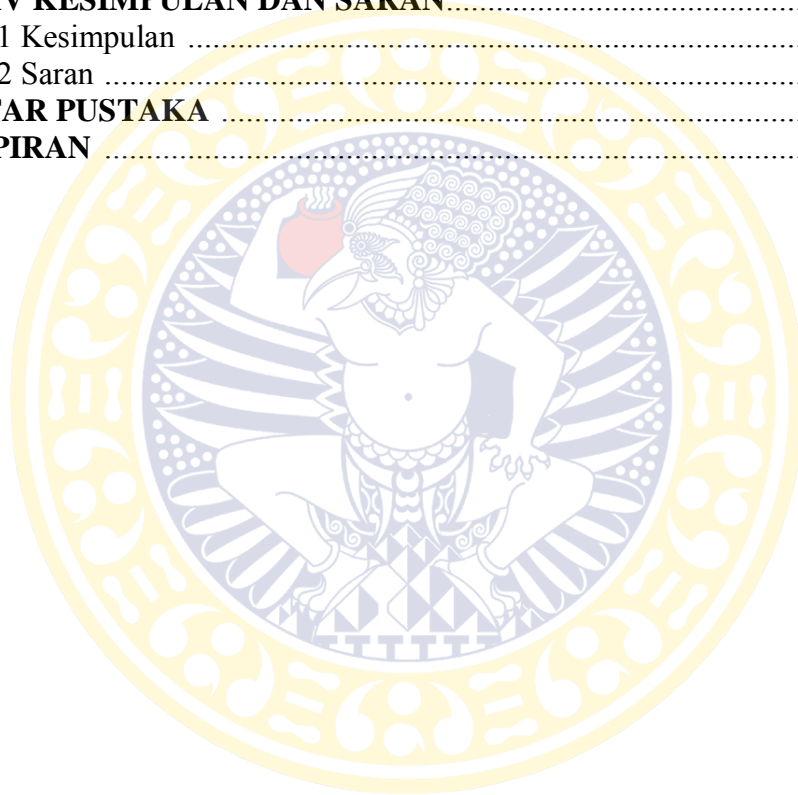 V KESIMPULAN DAN SARAN..........................................
1 Kesimpulan ....................................................................................
2 Saran ...............................................................................................
AR PUSTAKA ................................................................................
PIRAN ...............................................................................................